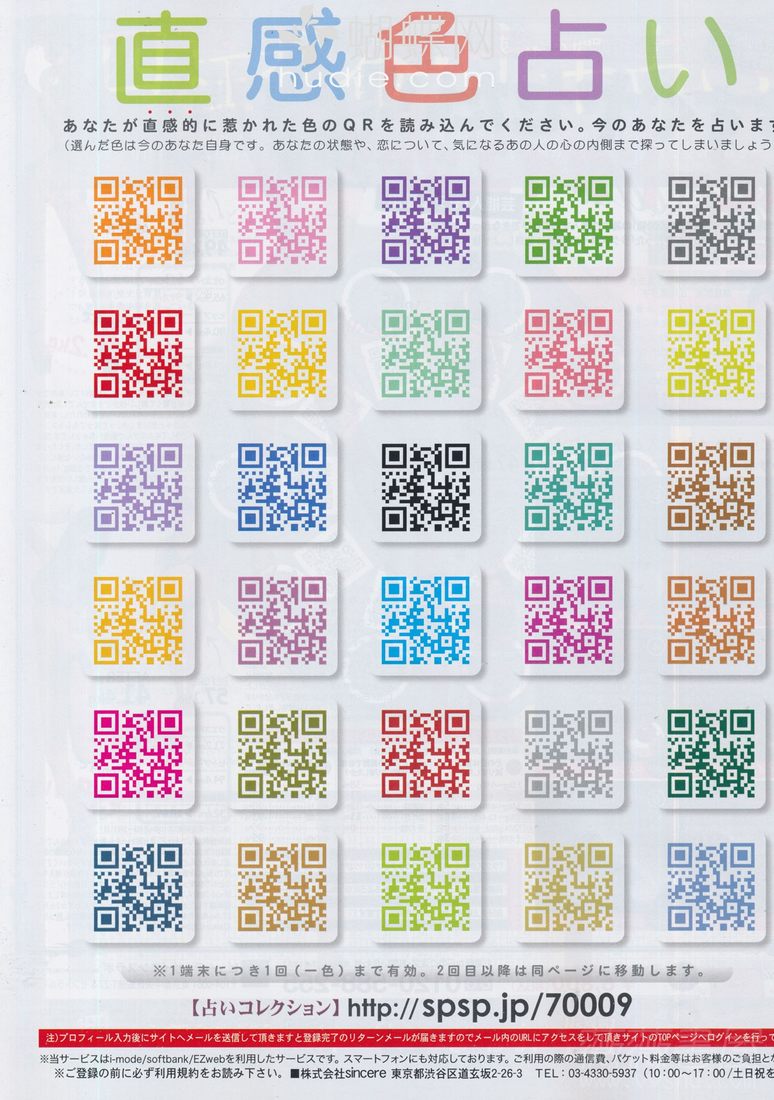 直感色占い
蝴蝶网
hudie.com
あなたが直感的に惹かれた色のQRを読み込んでください。今のあなたを占います
(選んだ色は今のあなた自身です。あなたの状態や、恋について、気になるあの人の心の内側まで探ってしまいましょう
※1端末につき1回(一色)まで有効。2回目以降は同ページに移動します。
【占いコレクション】http://spsp.jp/70009
注)プロフィール入力後にサイトへメールを送信して頂きますと登録完了のリターンメールが届きますのでメール内のURLにアクセスをして頂きサイトのTOPページへログインを行って
※当サービスはi-mode/softbank/EZwebを利用したサービスです。スマートフォンにも対応しております。ご利用の際の通信費、パケット料金等はお客様のご負担とな
※ご登録の前に必ず利用規約をお読み下さい。■株式会社sincere 東京都渋谷区道玄坂2-26-3 TEL:03-4330-5937(10:00〜17:00/土日祝を